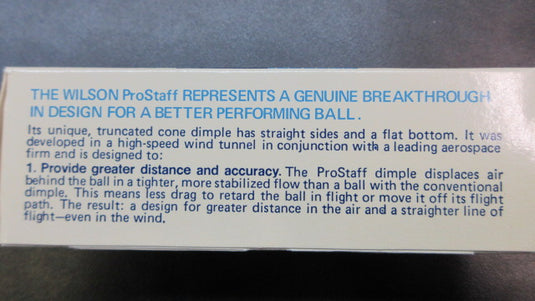 THE WILSON ProStaff REPRESENTS A GENUINE BREAKTHROUGH
IN DESIGN FOR A BETTER PERFORMING BALL.
Its unique, truncated cone dimple has straight sides and a flat bottom. It was
developed in a high-speed wind tunnel in conjunction with a leading aerospace
firm and is designed to:
1. Provide greater distance and accuracy. The ProStaff dimple displaces air
behind the ball in a tighter, more stabilized flow than a ball with the conventional
dimple. This means less drag to retard the ball in flight or move it off its flight
path. The result: a design for greater distance in the air and a straighter line of
flight—even in the wind.